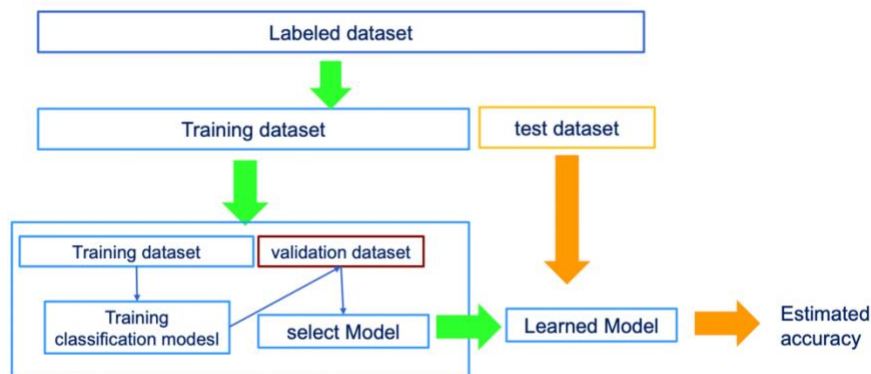 Labeled dataset
Training dataset
test dataset
Training dataset
validation dataset
Training
classification modesl
select Model
Learned Model
Estimated
accuracy